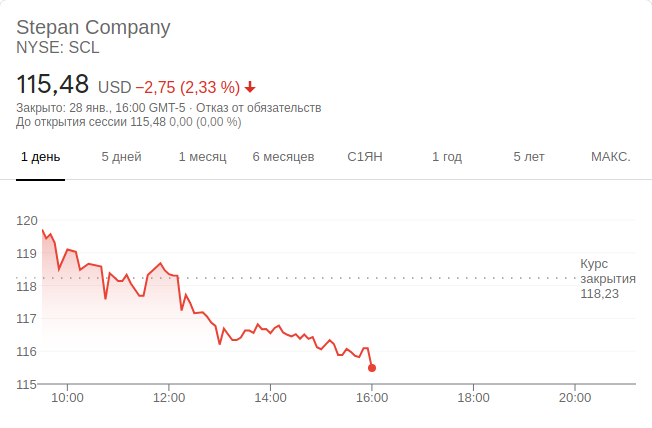 Stepan Company
NYSE: SCL
115,48 USD −2,75 (2,33 %)
Закрыто: 28 янв., 16:00 GMT-5 · Отказ от обязательств
До открытия сессии 115,48 0,00 (0,00 %)
1 день 5 дней 1 месяц 6 месяцев С1ЯН 1 год 5 лет МАКС.
120
119
118
117
116
115
Курс
закрытия
118,23
10:00 12:00 14:00 16:00 18:00 20:00